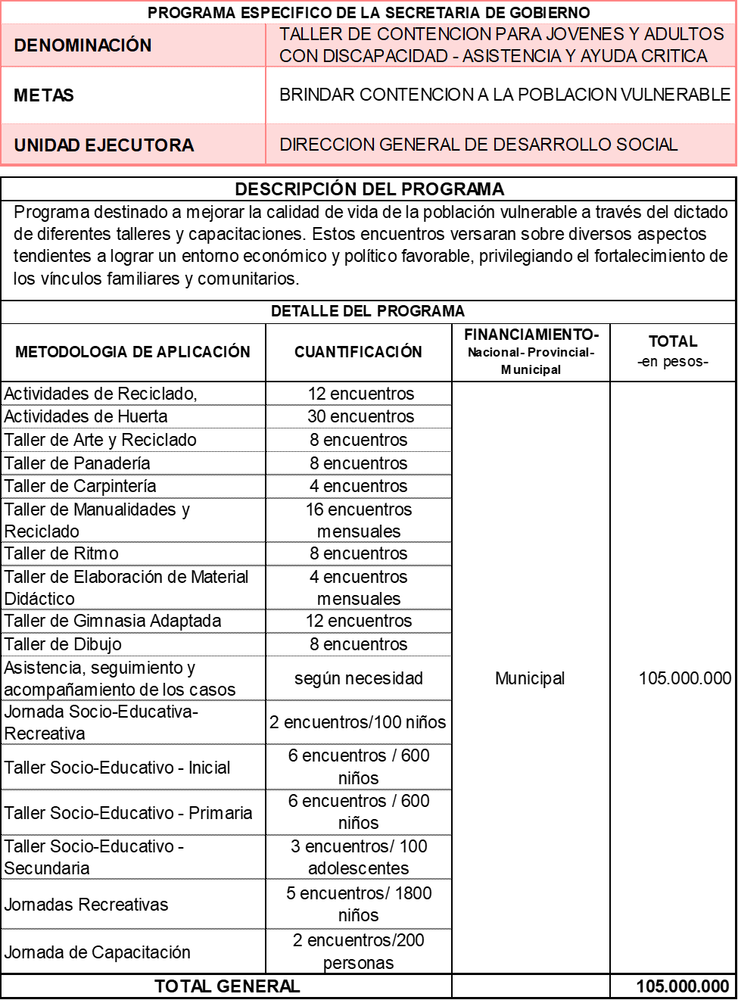 PROGRAMA ESPECIFICO DE LA SECRETARIA DE GOBIERNO
DENOMINACIÓN
TALLER DE CONTENCION PARA JOVENES Y ADULTOS
CON DISCAPACIDAD - ASISTENCIA Y AYUDA CRITICA
METAS
BRINDAR CONTENCION A LA POBLACION VULNERABLE
UNIDAD EJECUTORA
DIRECCION GENERAL DE DESARROLLO SOCIAL
DESCRIPCIÓN DEL PROGRAMA
Programa destinado a mejorar la calidad de vida de la población vulnerable a través del dictado
de diferentes talleres y capacitaciones. Estos encuentros versaran sobre diversos aspectos
tendientes a lograr un entorno económico y político favorable, privilegiando el fortalecimiento de
los vínculos familiares y comunitarios.
DETALLE DEL PROGRAMA
METODOLOGIA DE APLICACIÓN
CUANTIFICACIÓN
FINANCIAMIENTO-
Nacional- Provincial-
Municipal
TOTAL
-en pesos-
Actividades de Reciclado,
12 encuentros
Actividades de Huerta
30 encuentros
Taller de Arte y Reciclado
8 encuentros
Taller de Panadería
8 encuentros
Taller de Carpintería
4 encuentros
Taller de Manualidades y
Reciclado
16 encuentros
mensuales
Taller de Ritmo
8 encuentros
Taller de Elaboración de Material
Didáctico
4 encuentros
mensuales
Taller de Gimnasia Adaptada
12 encuentros
Taller de Dibujo
8 encuentros
Asistencia, seguimiento y
acompañamiento de los casos
según necesidad
Municipal
105.000.000
Jornada Socio-Educativa-
Recreativa
2 encuentros/100 niños
Taller Socio-Educativo - Inicial
6 encuentros / 600
niños
Taller Socio-Educativo - Primaria
6 encuentros / 600
niños
Taller Socio-Educativo -
Secundaria
3 encuentros/ 100
adolescentes
Jornadas Recreativas
5 encuentros/ 1800
niños
Jornada de Capacitación
2 encuentros/200
personas
TOTAL GENERAL
105.000.000